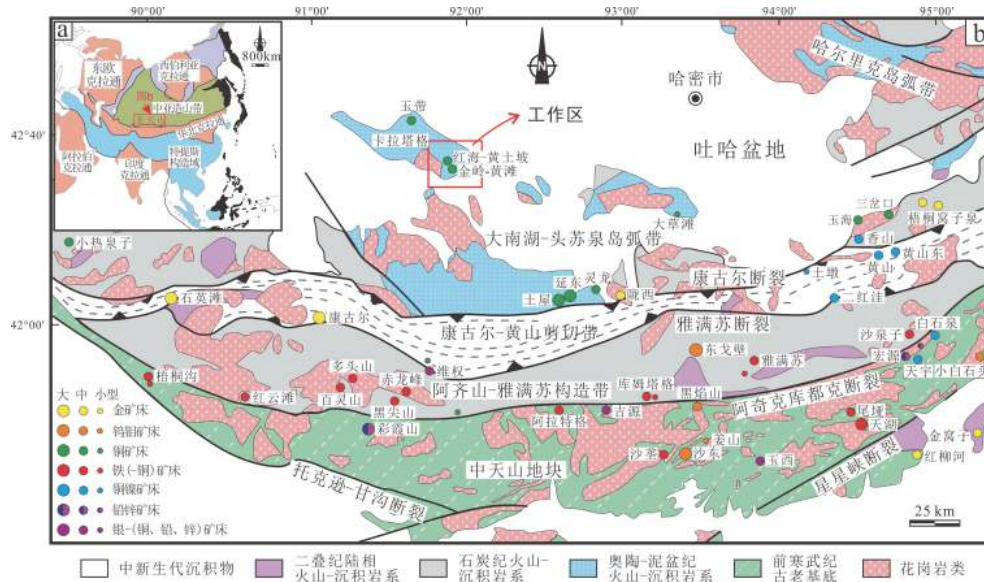 90°00′
91°00′
92°00′
93°00′
94°00′
95°00′
a
800km
东欧
克拉通
西伯利亚
克拉通
图b
中亚造山带
华北克拉通
阿拉伯
克拉通
印度
克拉通
特提斯
构造域
b
N
哈尔里克岛弧带
哈密市
工作区
玉带
卡拉塔格
红海-黄土坡
金岭-黄滩
吐哈盆地
42°40′
42°00′
大草滩
三岔口
玉海
梧桐窝子泉
香山
黄山东
黄山
土墩
二红洼
小热泉子
大南湖-头苏泉岛弧带
延东
灵龙
土屋
陇西
康古尔断裂
石英滩
康古尔
康古尔-黄山剪切带
雅满苏断裂
沙泉子
白石泉
宏源
天宇
小白石头
东戈壁
雅满苏
维权
多头山
赤龙峰
百灵山
黑尖山
梧桐沟
红云滩
阿齐山-雅满苏构造带
库姆塔格
黑焰山
阿奇克库都克断裂
阿拉特格
吉源
彩霞山
尾垭
天湖
金窝子
红柳河
姜山
沙垄
沙东
玉西
星星峡断裂
中天山地块
托克逊-甘沟断裂
25 km
大 中 小型
金矿床
钨钼矿床
铜矿床
铁(-铜)矿床
铜镍矿床
铅锌矿床
银-(铜、铅、锌)矿床
中新生代沉积物
二叠纪陆相
火山-沉积岩系
石炭纪火山-
沉积岩系
奥陶-泥盆纪
火山-沉积岩系
前寒武纪
古老基底
花岗岩类